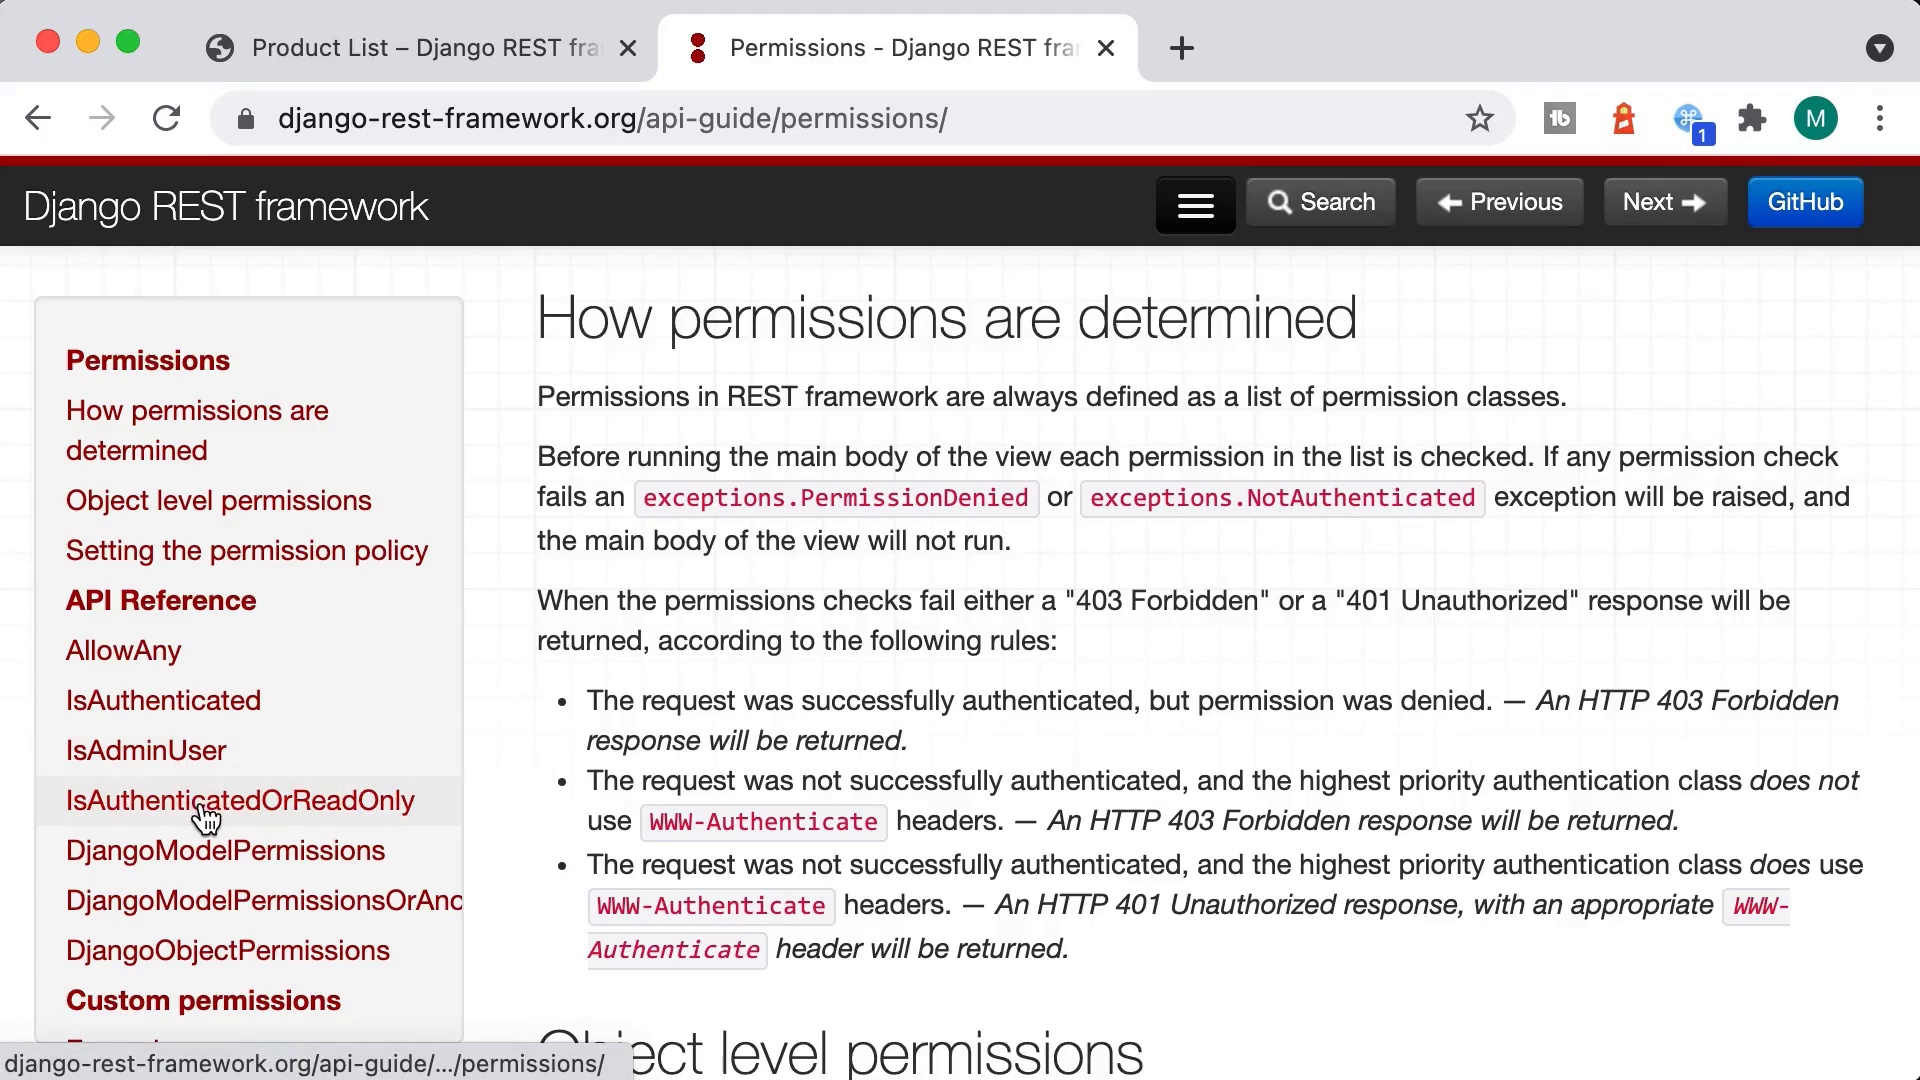 Product List – Django REST fra
Permissions - Django REST fra
django-rest-framework.org/api-guide/permissions/
1
M
Django REST framework
Search
Previous
Next
GitHub
Permissions
How permissions are
determined
Object level permissions
Setting the permission policy
API Reference
AllowAny
IsAuthenticated
IsAdminUser
IsAuthenticatedOrReadOnly
DjangoModelPermissions
DjangoModelPermissionsOrAno
DjangoObjectPermissions
Custom permissions
How permissions are determined
Permissions in REST framework are always defined as a list of permission classes.
Before running the main body of the view each permission in the list is checked. If any permission check
fails an exceptions.PermissionDenied or exceptions.NotAuthenticated exception will be raised, and
the main body of the view will not run.
When the permissions checks fail either a "403 Forbidden" or a "401 Unauthorized" response will be
returned, according to the following rules:
• The request was successfully authenticated, but permission was denied. — An HTTP 403 Forbidden
response will be returned.
• The request was not successfully authenticated, and the highest priority authentication class does not
use WWW-Authenticate headers. — An HTTP 403 Forbidden response will be returned.
• The request was not successfully authenticated, and the highest priority authentication class does use
WWW-Authenticate headers. — An HTTP 401 Unauthorized response, with an appropriate WWW-
Authenticate header will be returned.
Object level permissions
django-rest-framework.org/api-guide/.../permissions/